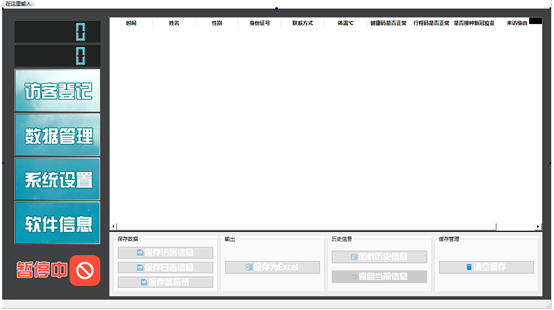 在这里输入
0
0
访客登记
数据管理
系统设置
软件信息
暂停中
时间 姓名 性别 身份证号 联系方式 体温℃ 健康码是否正常 行程码是否正常 是否接种新冠疫苗 来访事由
保存数据
保存访客信息
保存日志信息
输出
保存为Excel
历史信息
加载历史信息
返回当前信息
缓存管理
清空缓存